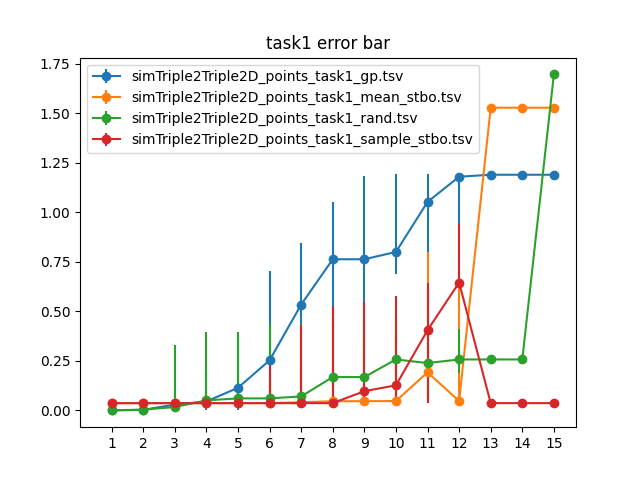 task1 error bar
simTriple2Triple2D_points_task1_gp.tsv
simTriple2Triple2D_points_task1_mean_stbo.tsv
simTriple2Triple2D_points_task1_rand.tsv
simTriple2Triple2D_points_task1_sample_stbo.tsv
1.75
1.50
1.25
1.00
0.75
0.50
0.25
0.00
1 2 3 4 5 6 7 8 9 10 11 12 13 14 15